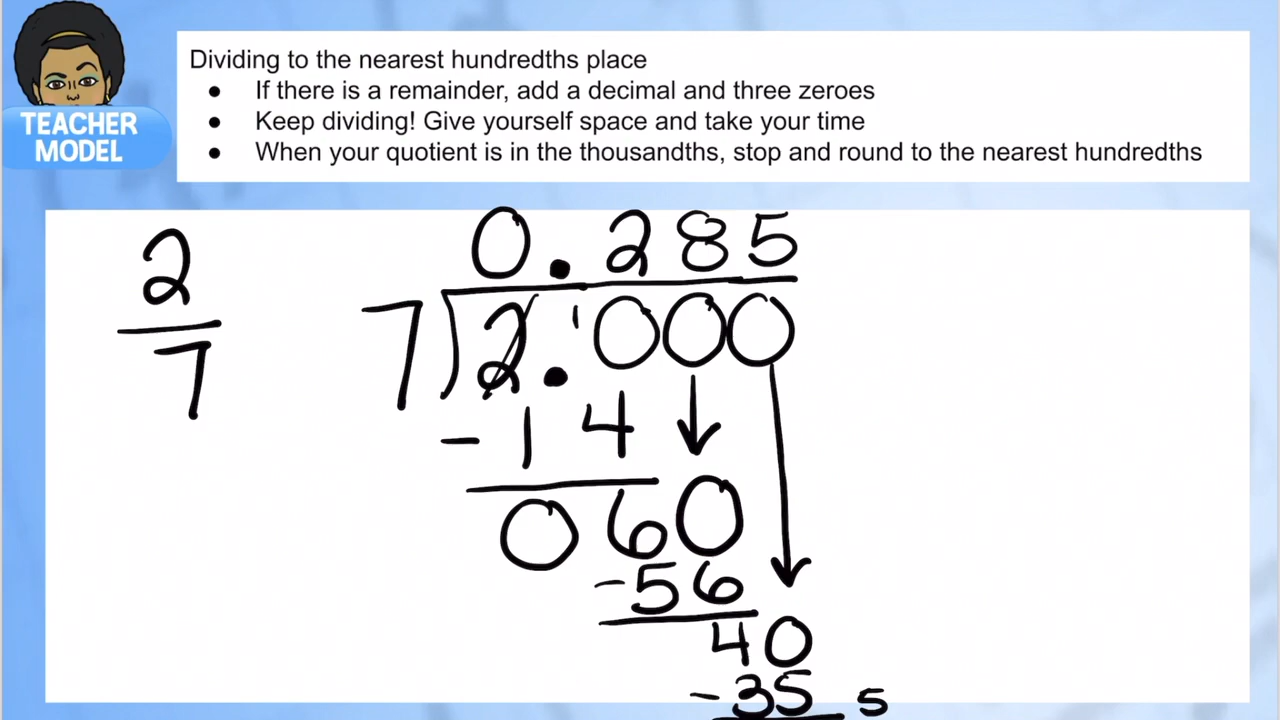 TEACHER
MODEL
Dividing to the nearest hundredths place
● If there is a remainder, add a decimal and three zeroes
● Keep dividing! Give yourself space and take your time
● When your quotient is in the thousandths, stop and round to the nearest hundredths
2
7
0.285
7 2.1000
-14
060
-56
40
-35 5